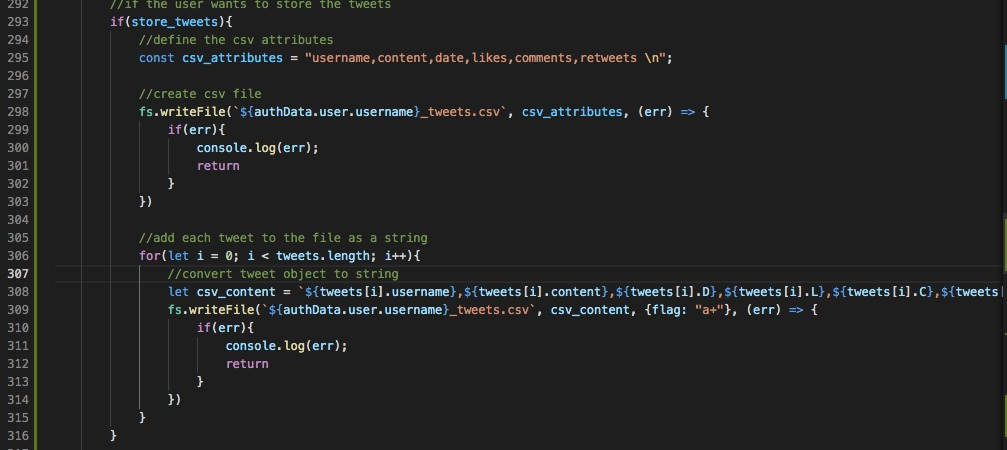 292 //if the user wants to store the tweets
293 if(store_tweets){
294 //define the csv attributes
295 const csv_attributes = "username,content,date,likes,comments,retweets \n";
296
297 //create csv file
298 fs.writeFile(`${authData.user.username}_tweets.csv`, csv_attributes, (err) => {
299 if(err){
300 console.log(err);
301 return
302 }
303 })
304
305 //add each tweet to the file as a string
306 for(let i = 0; i < tweets.length; i++){
307 //convert tweet object to string
308 let csv_content = `${tweets[i].username},${tweets[i].content},${tweets[i].D},${tweets[i].L},${tweets[i].C},${tweets
309 fs.writeFile(`${authData.user.username}_tweets.csv`, csv_content, {flag: "a+"}, (err) => {
310 if(err){
311 console.log(err);
312 return
313 }
314 })
315 }
316 }